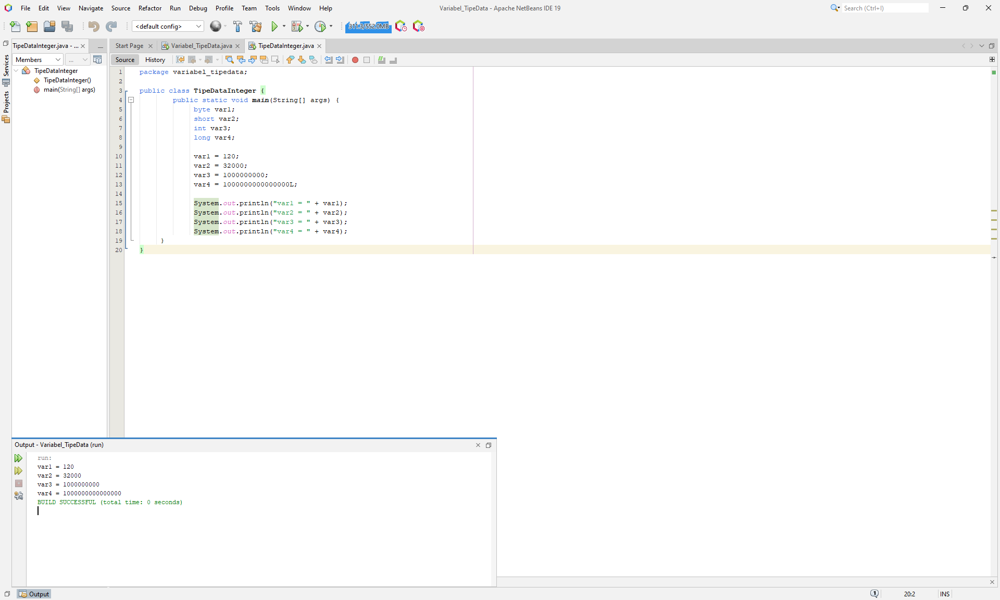 File Edit View Navigate Source Refactor Run Debug Profile Team Tools Window Help Variabel_TipeData - Apache NetBeans IDE 19 Search (Ctrl+I)
<default config> 311.3/552.0MB
TipeDataInteger.java - ... Start Page Variabel_TipeData.java TipeDataInteger.java
Members ... Source History
Services
Projects
TipeDataInteger
TipeDataInteger()
main(String[] args)
1 package variabel_tipedata;
2
3 public class TipeDataInteger {
4 public static void main(String[] args) {
5 byte var1;
6 short var2;
7 int var3;
8 long var4;
9
10 var1 = 120;
11 var2 = 32000;
12 var3 = 1000000000;
13 var4 = 1000000000000000L;
14
15 System.out.println("var1 = " + var1);
16 System.out.println("var2 = " + var2);
17 System.out.println("var3 = " + var3);
18 System.out.println("var4 = " + var4);
19 }
20 }
Output - Variabel_TipeData (run)
run:
var1 = 120
var2 = 32000
var3 = 1000000000
var4 = 1000000000000000
BUILD SUCCESSFUL (total time: 0 seconds)
Output 1 20:2 INS